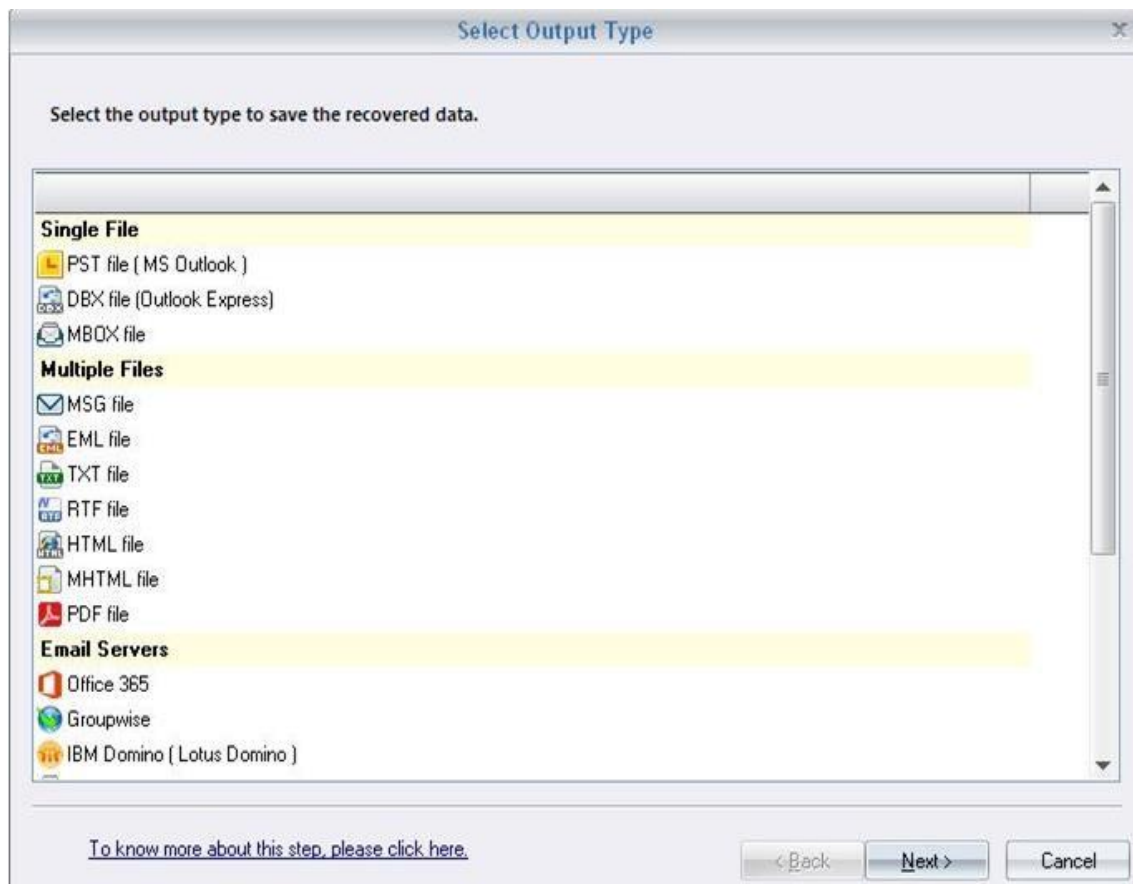 Select Output Type
Select the output type to save the recovered data.
Single File
PST file ( MS Outlook )
DBX file (Outlook Express)
MBOX file
Multiple Files
MSG file
EML file
TXT file
RTF file
HTML file
MHTML file
PDF file
Email Servers
Office 365
Groupwise
IBM Domino ( Lotus Domino )
To know more about this step, please click here.
< Back
Next >
Cancel